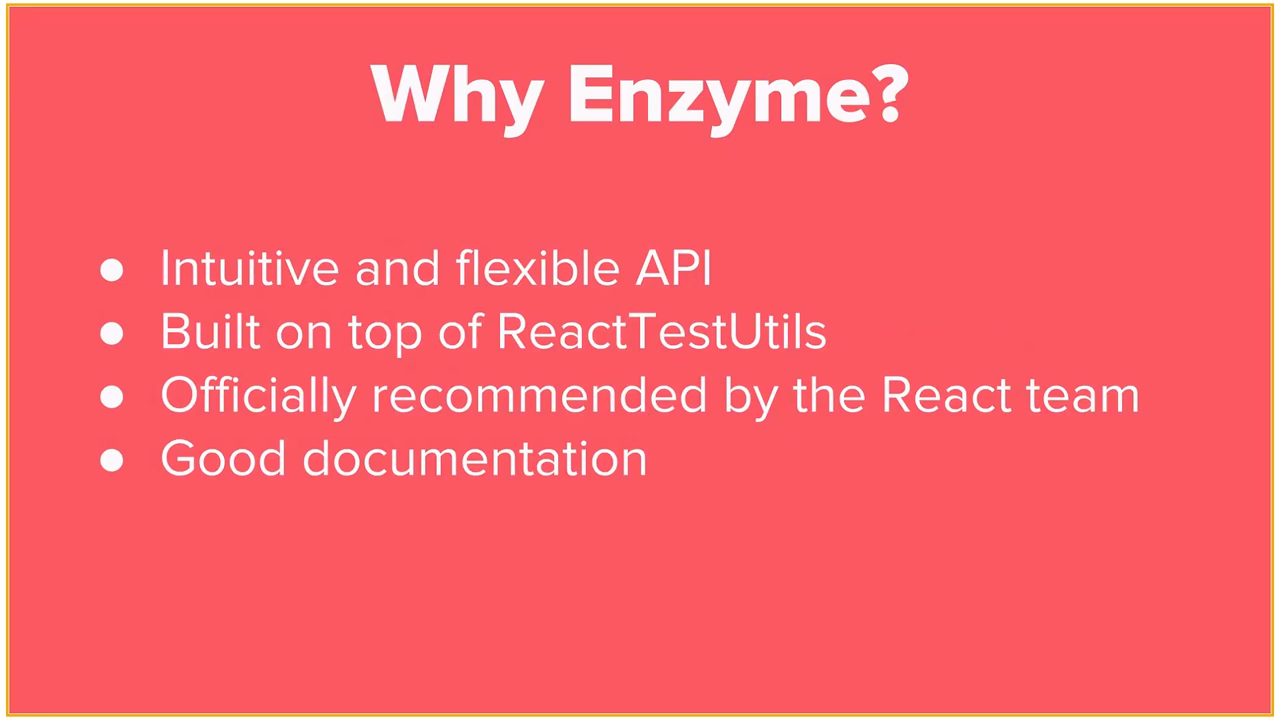 Why Enzyme?
● Intuitive and flexible API
● Built on top of ReactTestUtils
● Officially recommended by the React team
● Good documentation